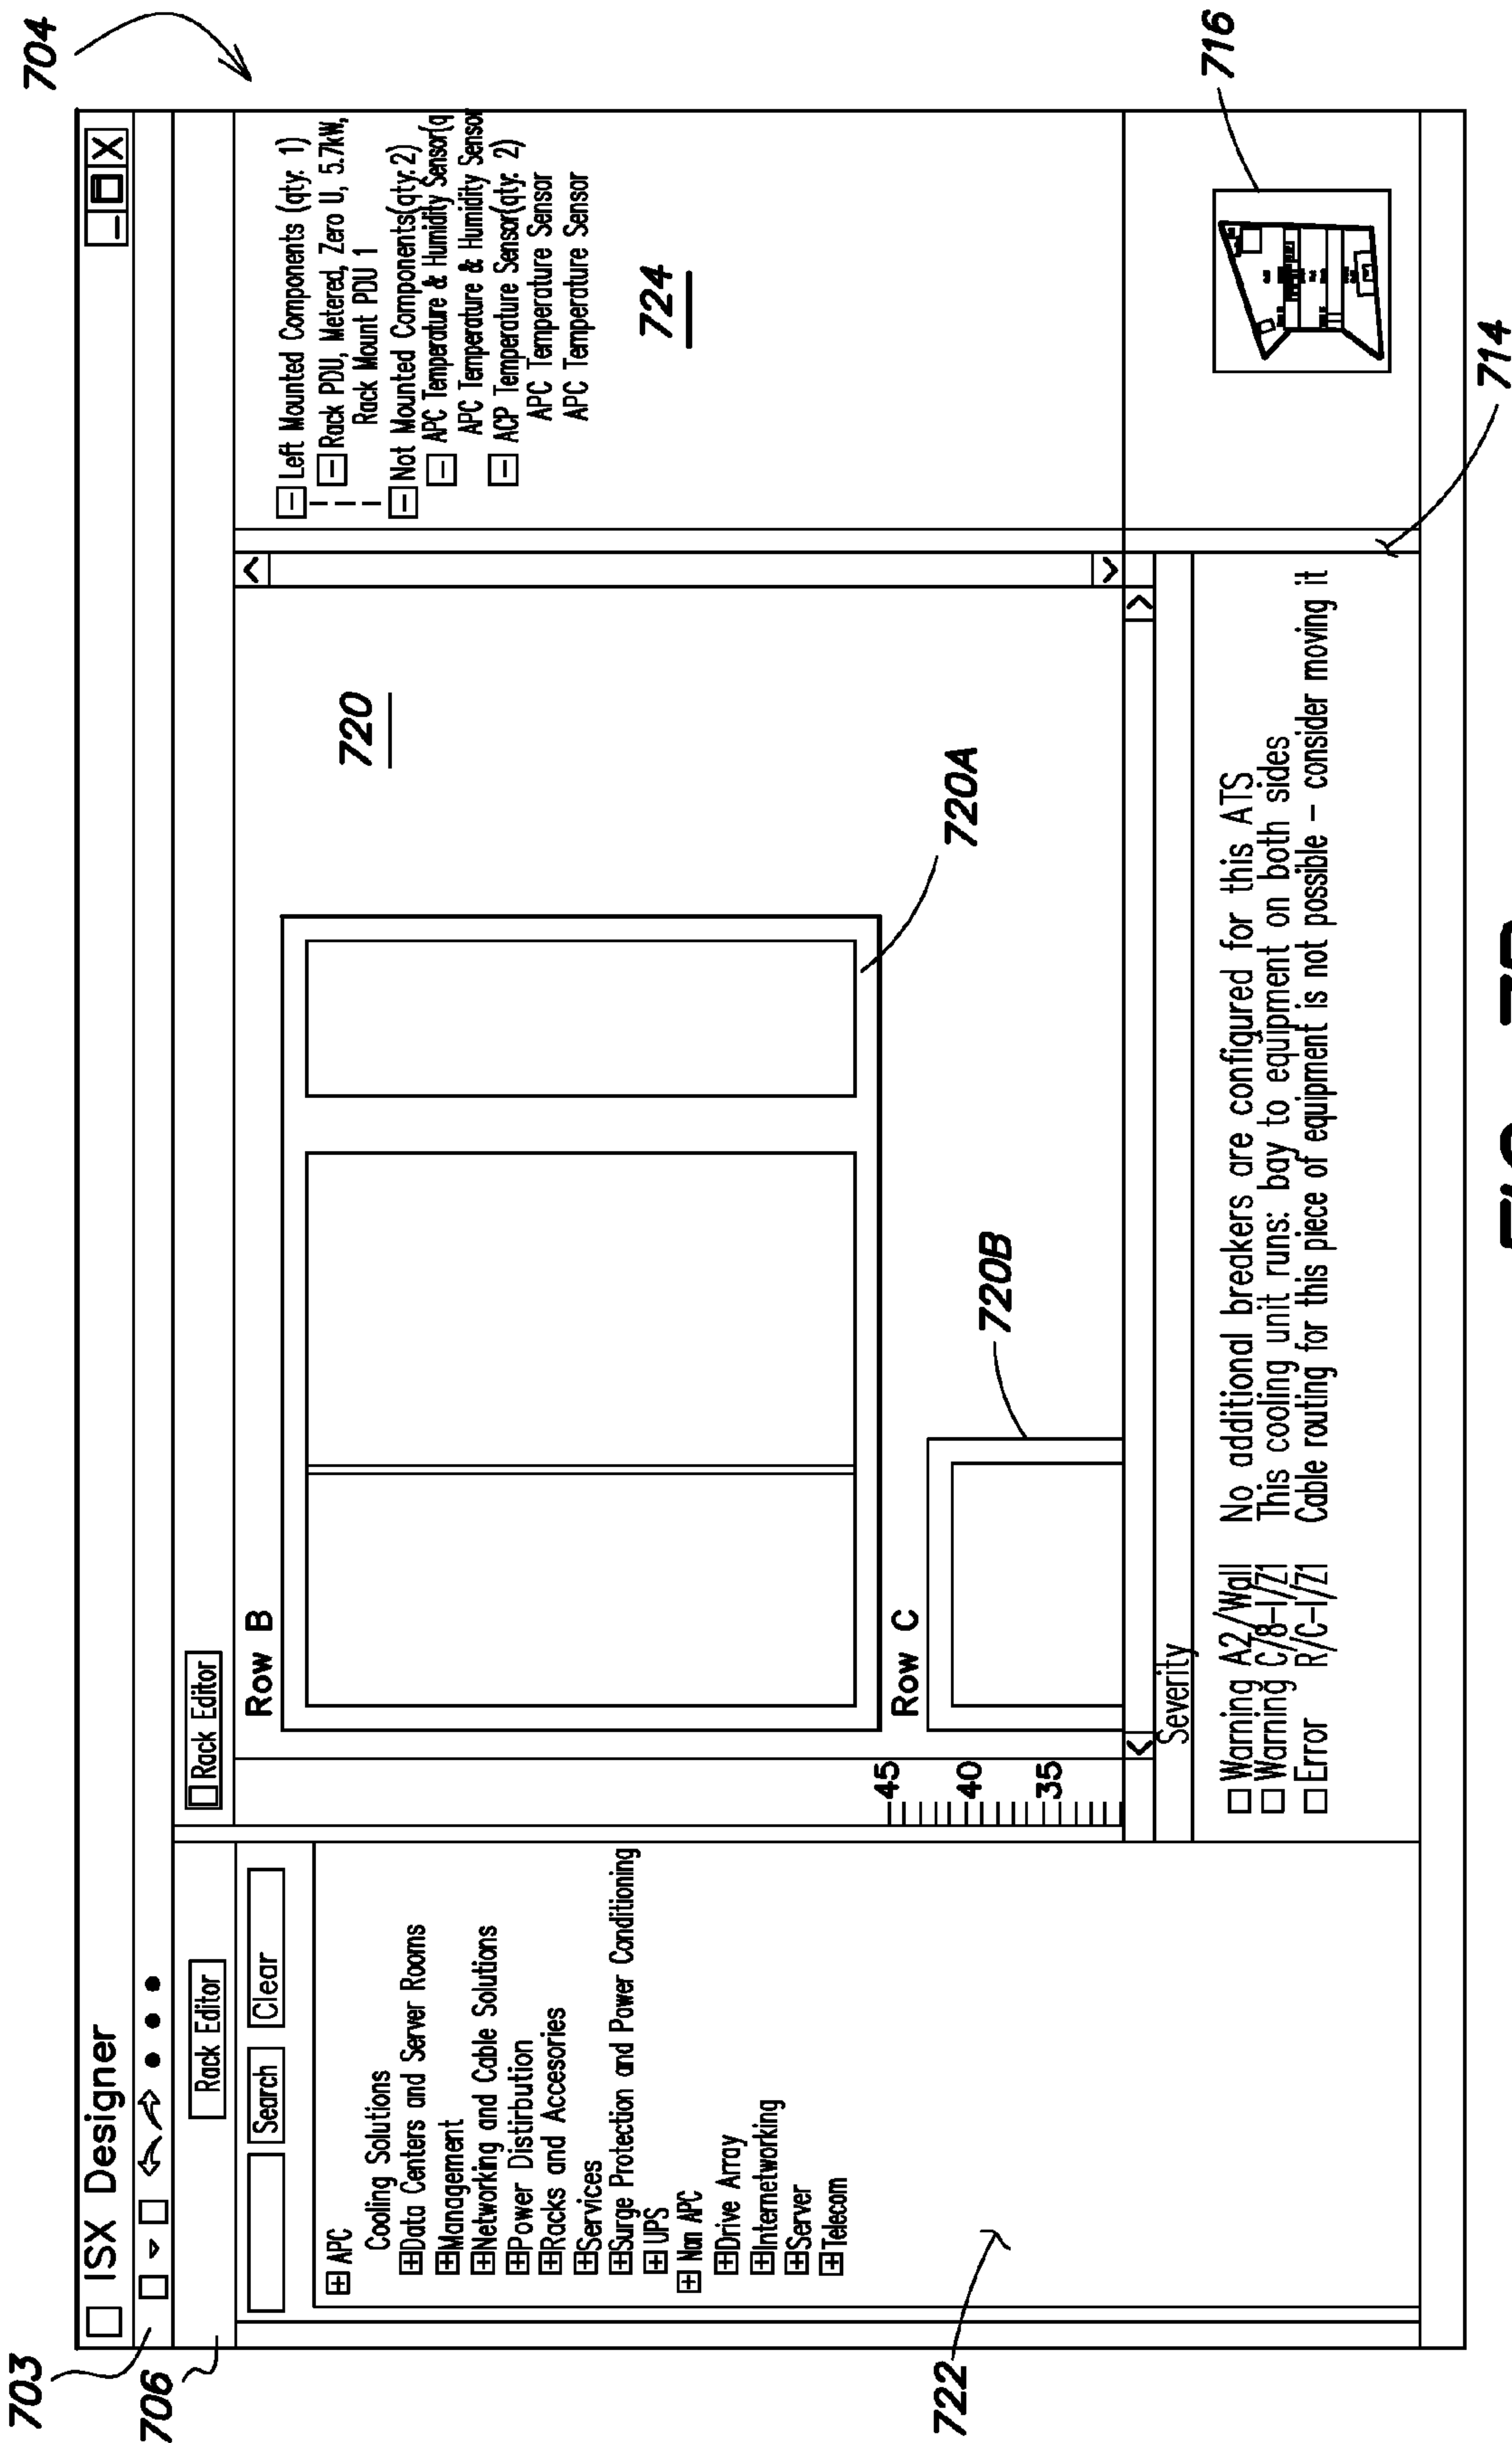 704
703
706
ISX Designer
Rack Editor
Rack Editor
Search
Clear
APC
Cooling Solutions
Data Centers and Server Rooms
Management
Networking and Cable Solutions
Power Distirbution
Racks and Accesories
Services
Surge Protection and Power Conditioning
UPS
Non APC
Drive Array
Internetworking
Server
Telecom
722
Row B
720
720A
Row C
720B
45
40
35
Left Mounted Components (qty: 1)
Rack PDU, Metered, Zero U, 5.7kW,
Rack Mount PDU 1
Not Mounted Components(qty:2)
APC Temperature & Humidity Sensor(q
APC Temperature & Humidity Sensor
ACP Temperature Sensor(qty: 2)
APC Temperature Sensor
APC Temperature Sensor
724
Severity
Warning A2/Wall No additional breakers are configured for this ATS
Warning C/8-1/Z1 This cooling unit runs: bay to equipment on both sides
Error R/C-1/Z1 Cable routing for this piece of equipment is not possible - consider moving it
716
714